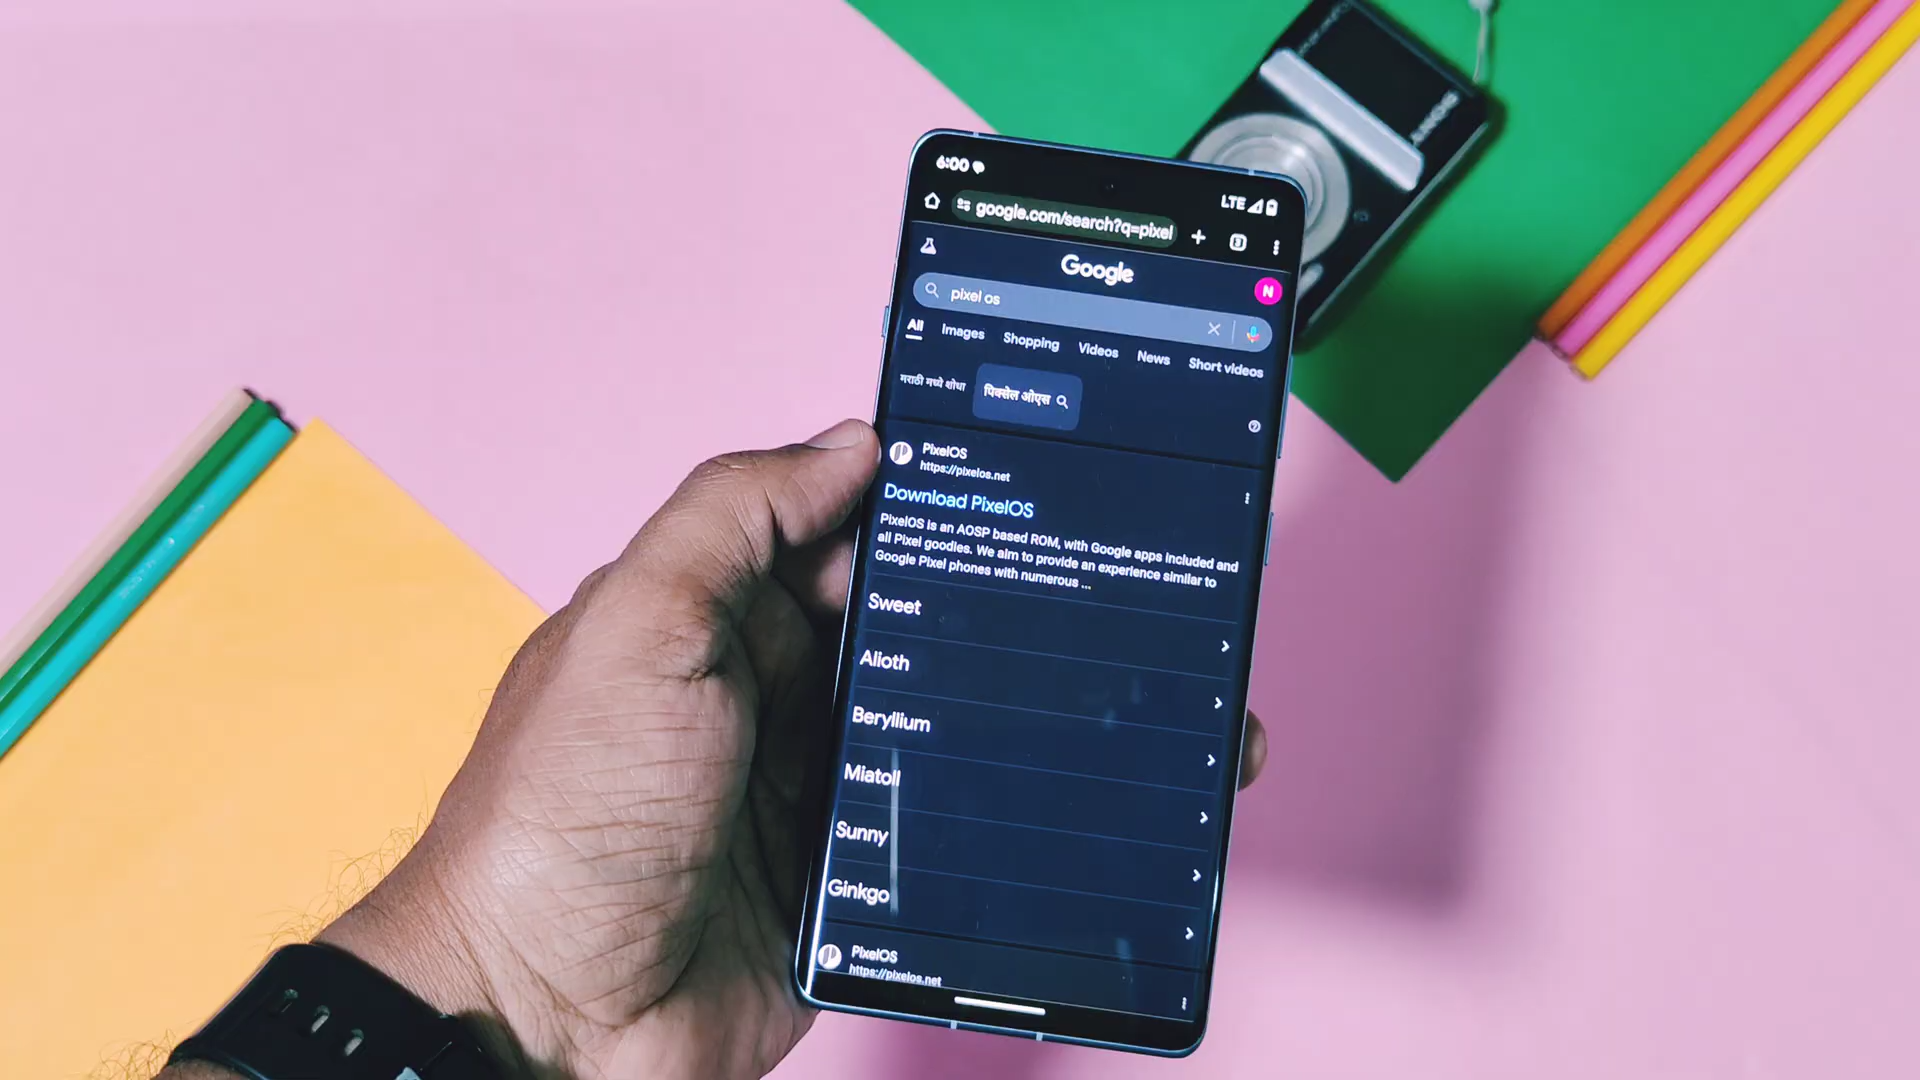 SONY
6:00
LTE
google.com/search?q=pixel
3
Google
N
pixel os
All Images Shopping Videos News Short videos
मराठी मध्ये शोधा पिक्सेल ओएस
PixelOS
https://pixelos.net
Download PixelOS
PixelOS is an AOSP based ROM, with Google apps included and
all Pixel goodies. We aim to provide an experience similar to
Google Pixel phones with numerous ...
Sweet
Alioth
Beryllium
Miatoll
Sunny
Ginkgo
PixelOS
https://pixelos.net